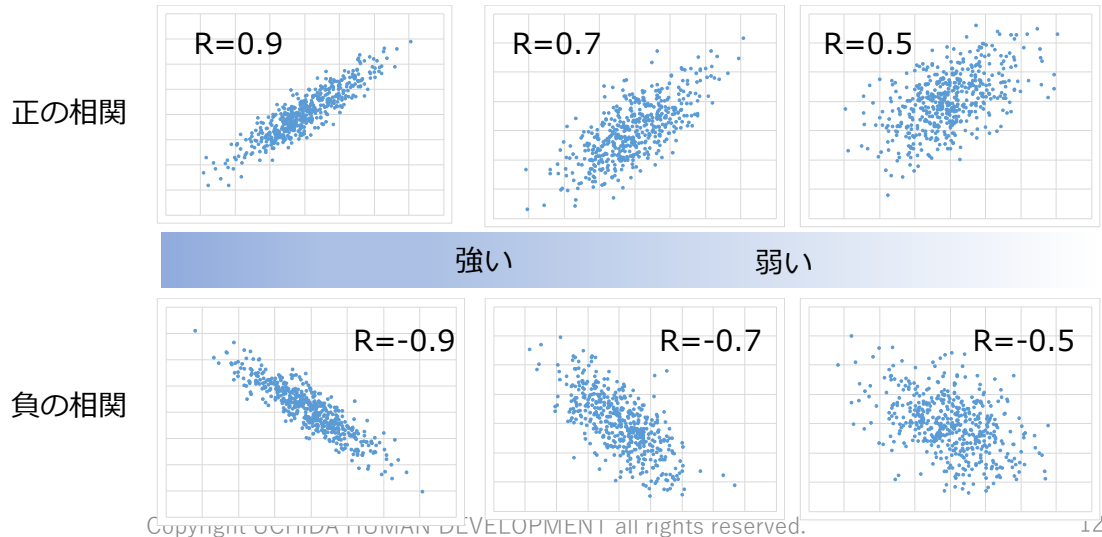 R=0.9
R=0.7
R=0.5
正の相関
強い
弱い
R=-0.9
R=-0.7
R=-0.5
負の相関
Copyright UCHIDA HUMAN DEVELOPMENT all rights reserved.
12